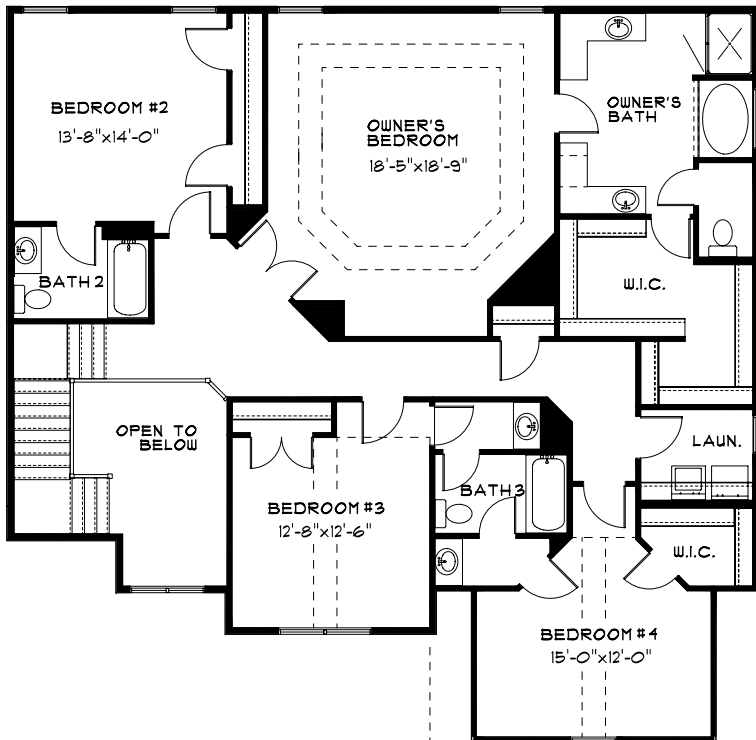 BEDROOM #2
13'-8"x14'-0"
OWNER'S
BEDROOM
18'-5"x18'-9"
OWNER'S
BATH
BATH 2
W.I.C.
OPEN TO
BELOW
LAUN.
BEDROOM #3
12'-8"x12'-6"
BATH 3
W.I.C.
BEDROOM #4
15'-0"x12'-0"